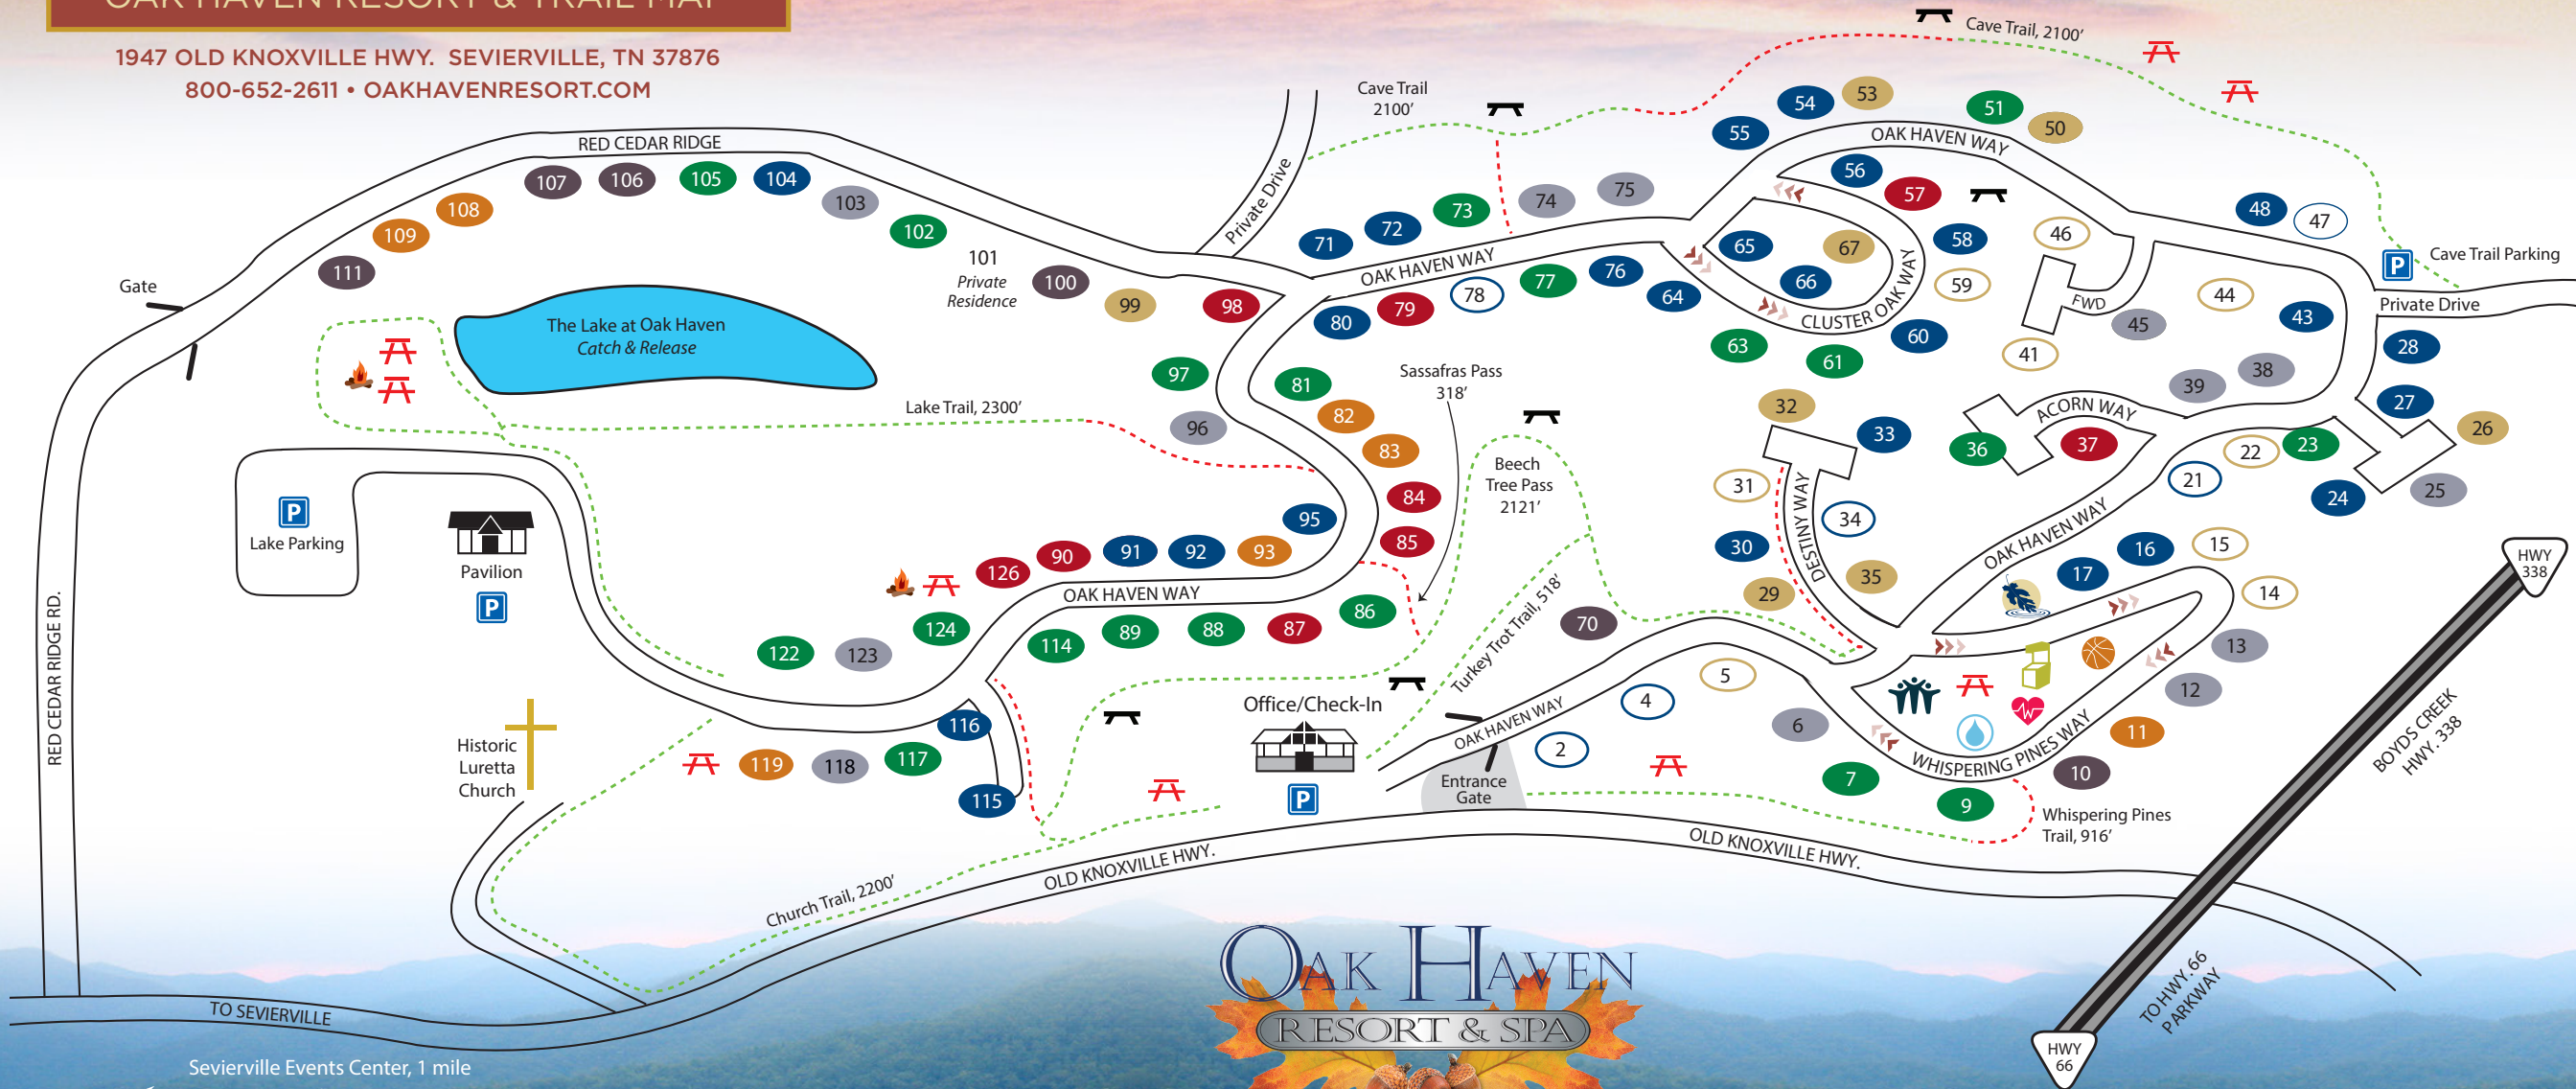 OAK HAVEN RESORT & TRAIL MAP
1947 OLD KNOXVILLE HWY. SEVIERVILLE, TN 37876
800-652-2611 • OAKHAVENRESORT.COM
Cave Trail, 2100’
Cave Trail
2100’
RED CEDAR RIDGE
107
106
105
104
103
102
108
109
111
Gate
101
Private
Residence
100
99
98
Private Drive
71
72
73
74
75
55
54
53
51
50
OAK HAVEN WAY
56
57
58
59
60
65
67
66
CLUSTER OAK WAY
46
FWD
45
41
44
43
48
47
P
Cave Trail Parking
Private Drive
28
27
26
25
24
OAK HAVEN WAY
80
79
78
77
76
64
63
61
The Lake at Oak Haven
Catch & Release
Lake Trail, 2300’
97
96
81
82
83
84
85
86
Sassafras Pass
318’
Beech
Tree Pass
2121’
32
33
31
34
30
29
35
DESTINY WAY
39
38
ACORN WAY
36
37
22
23
21
OAK HAVEN WAY
17
16
15
14
13
12
11
10
9
7
6
5
4
2
WHISPERING PINES WAY
Whispering Pines
Trail, 916’
P
Lake Parking
Pavilion
P
95
93
92
91
90
126
OAK HAVEN WAY
124
123
122
114
89
88
87
70
Turkey Trot Trail, 518’
OAK HAVEN WAY
Entrance
Gate
Office/Check-In
P
116
115
117
118
119
Historic
Luretta
Church
Church Trail, 2200’
RED CEDAR RIDGE RD.
OLD KNOXVILLE HWY.
OLD KNOXVILLE HWY.
HWY
338
BOYDS CREEK
HWY. 338
TO HWY. 66
PARKWAY
HWY
66
TO SEVIERVILLE
Sevierville Events Center, 1 mile
OAK HAVEN
RESORT & SPA